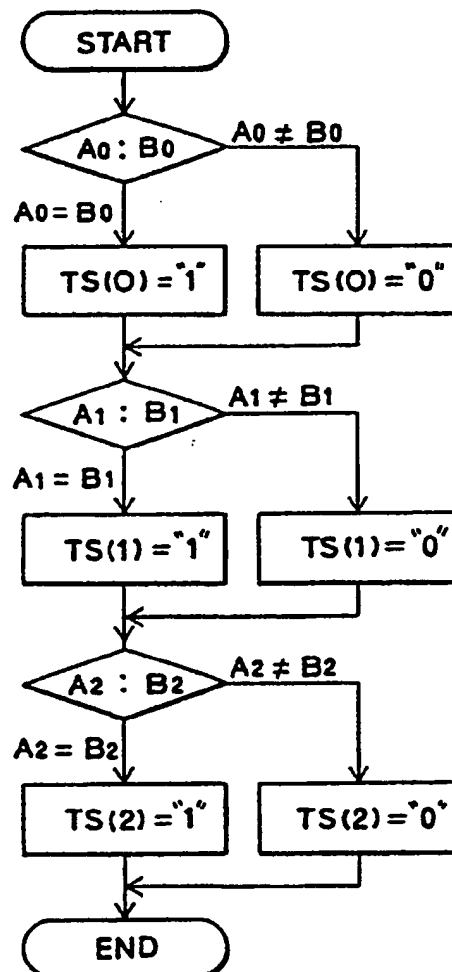 START
A0 : B0
A0 ≠ B0
A0 = B0
TS(0) = "1"
TS(0) = "0"
A1 : B1
A1 ≠ B1
A1 = B1
TS(1) = "1"
TS(1) = "0"
A2 : B2
A2 ≠ B2
A2 = B2
TS(2) = "1"
TS(2) = "0"
END